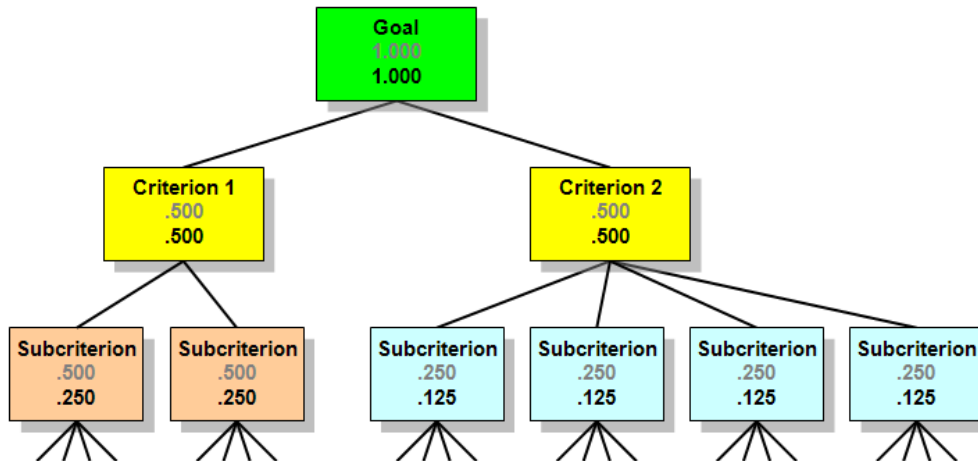 Goal
1.000
1.000
Criterion 1
.500
.500
Criterion 2
.500
.500
Subcriterion
.500
.250
Subcriterion
.500
.250
Subcriterion
.250
.125
Subcriterion
.250
.125
Subcriterion
.250
.125
Subcriterion
.250
.125